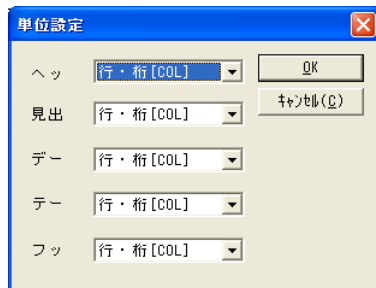 単位設定
ヘッ 行・桁[COL] OK
見出 行・桁[COL] ｷｬﾝｾﾙ(C)
デー 行・桁[COL]
テー 行・桁[COL]
フッ 行・桁[COL]